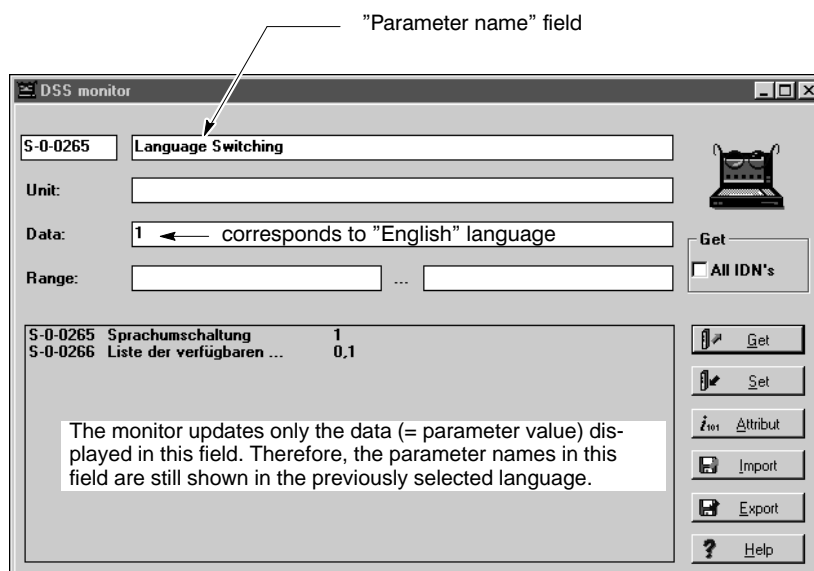 ”Parameter name” field
DSS monitor
S-0-0265 Language Switching
Unit:
Data: 1 corresponds to ”English” language
Range: ...
Get
All IDN's
S-0-0265 Sprachumschaltung 1
S-0-0266 Liste der verfügbaren ... 0,1
The monitor updates only the data (= parameter value) dis-
played in this field. Therefore, the parameter names in this
field are still shown in the previously selected language.
Get
Set
i101 Attribut
Import
Export
? Help